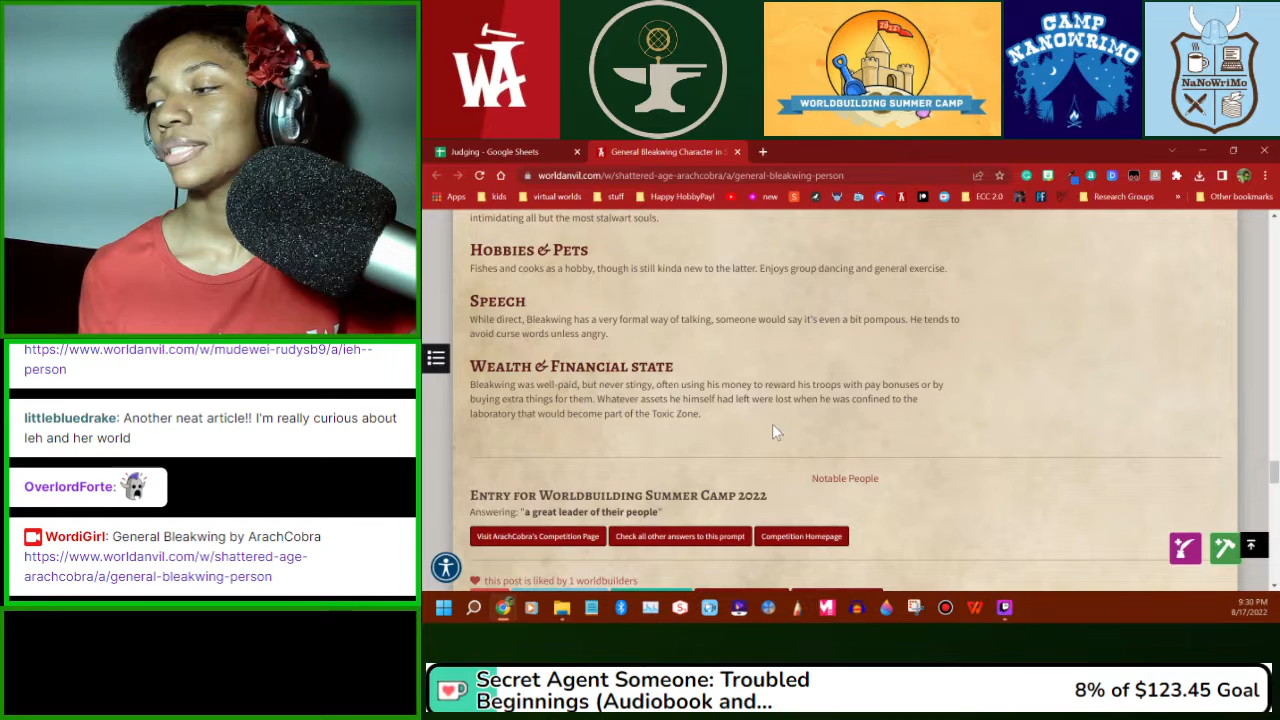 WA
2022
WORLDBUILDING SUMMER CAMP
CAMP
NANOWRIMO
NaNoWriMo
Judging - Google Sheets
General Bleakwing Character in S
worldanvil.com/w/shattered-age-arachcobra/a/general-bleakwing-person
Apps
kids
virtual worlds
stuff
Happy HobbyPay!
new
ECC 2.0
Research Groups
»
Other bookmarks
intimidating all but the most stalwart souls.
HOBBIES & PETS
Fishes and cooks as a hobby, though is still kinda new to the latter. Enjoys group dancing and general exercise.
SPEECH
While direct, Bleakwing has a very formal way of talking, someone would say it's even a bit pompous. He tends to
avoid curse words unless angry.
WEALTH & FINANCIAL STATE
Bleakwing was well-paid, but never stingy, often using his money to reward his troops with pay bonuses or by
buying extra things for them. Whatever assets he himself had left were lost when he was confined to the
laboratory that would become part of the Toxic Zone.
Notable People
ENTRY FOR WORLDBUILDING SUMMER CAMP 2022
Answering: "a great leader of their people"
Visit ArachCobra's Competition Page
Check all other answers to this prompt
Competition Homepage
this post is liked by 1 worldbuilders
9:30 PM
8/17/2022
https://www.worldanvil.com/w/mudewei-rudysb9/a/ieh--
person
littlebluedrake: Another neat article!! I'm really curious about
Ieh and her world
OverlordForte:
WordiGirl: General Bleakwing by ArachCobra
https://www.worldanvil.com/w/shattered-age-
arachcobra/a/general-bleakwing-person
Secret Agent Someone: Troubled
Beginnings (Audiobook and...
8% of $123.45 Goal